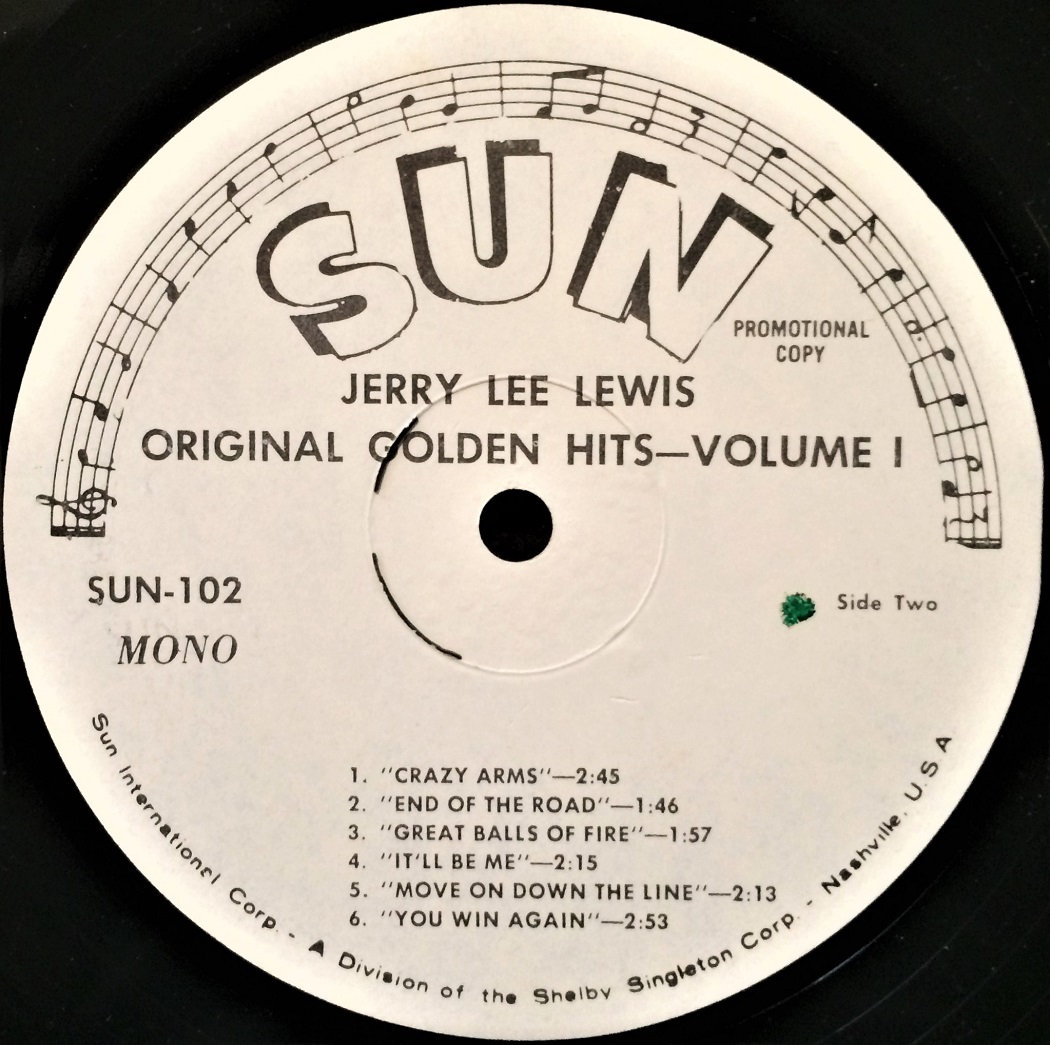 SUN
PROMOTIONAL
COPY
JERRY LEE LEWIS
ORIGINAL GOLDEN HITS—VOLUME I
SUN-102
MONO
Side Two
1. "CRAZY ARMS"—2:45
2. "END OF THE ROAD"—1:46
3. "GREAT BALLS OF FIRE"—1:57
4. "IT'LL BE ME"—2:15
5. "MOVE ON DOWN THE LINE"—2:13
6. "YOU WIN AGAIN"—2:53
Sun International Corp. - A Division of the Shelby Singleton Corp. - Nashville, U.S.A